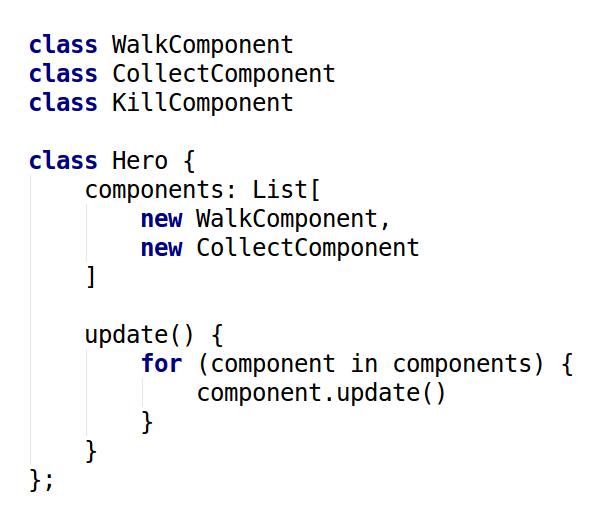 class WalkComponent
class CollectComponent
class KillComponent

class Hero {
    components: List[
        new WalkComponent,
        new CollectComponent
    ]

    update() {
        for (component in components) {
            component.update()
        }
    }
};